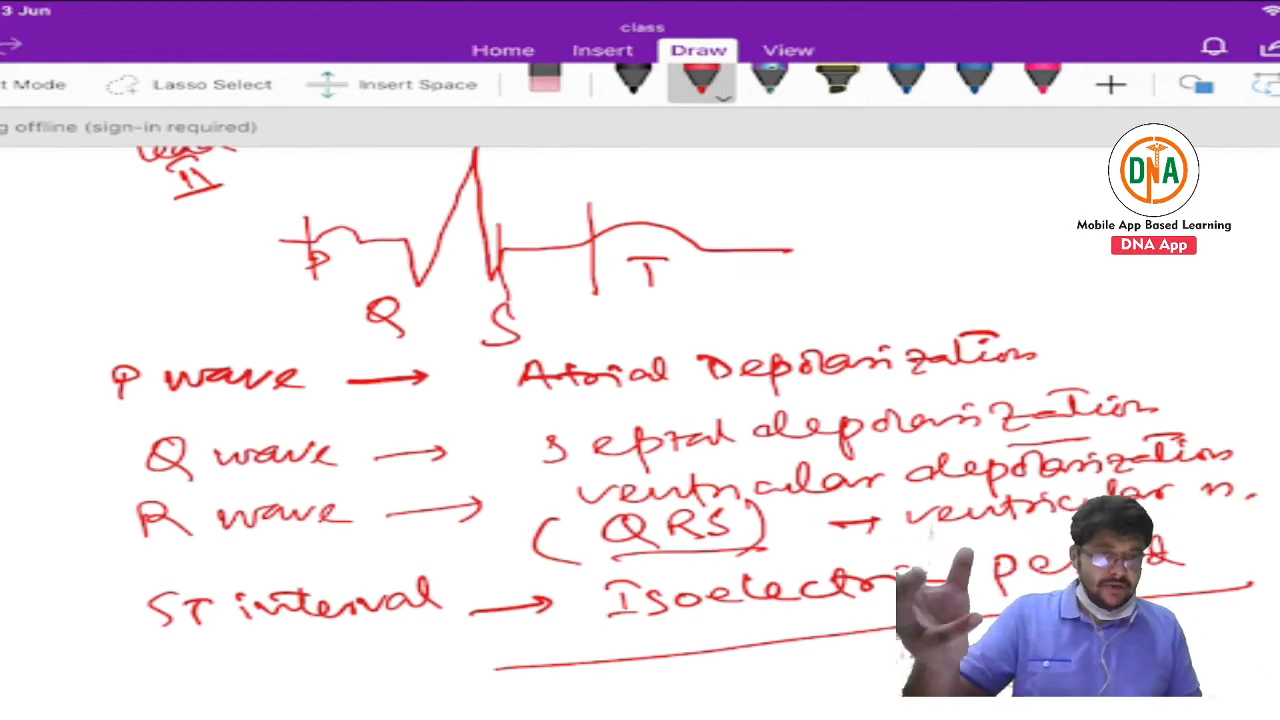 3 Jun
class
Home Insert Draw View
t Mode Lasso Select Insert Space
g offline (sign-in required)
II
DNA
Mobile App Based Learning
DNA App
P
Q
S
T
P wave → Atrial Depolarization
Q wave → septal depolarization
R wave → ventricular depolarization
(QRS) → ventricular
ST interval → Isoelectric